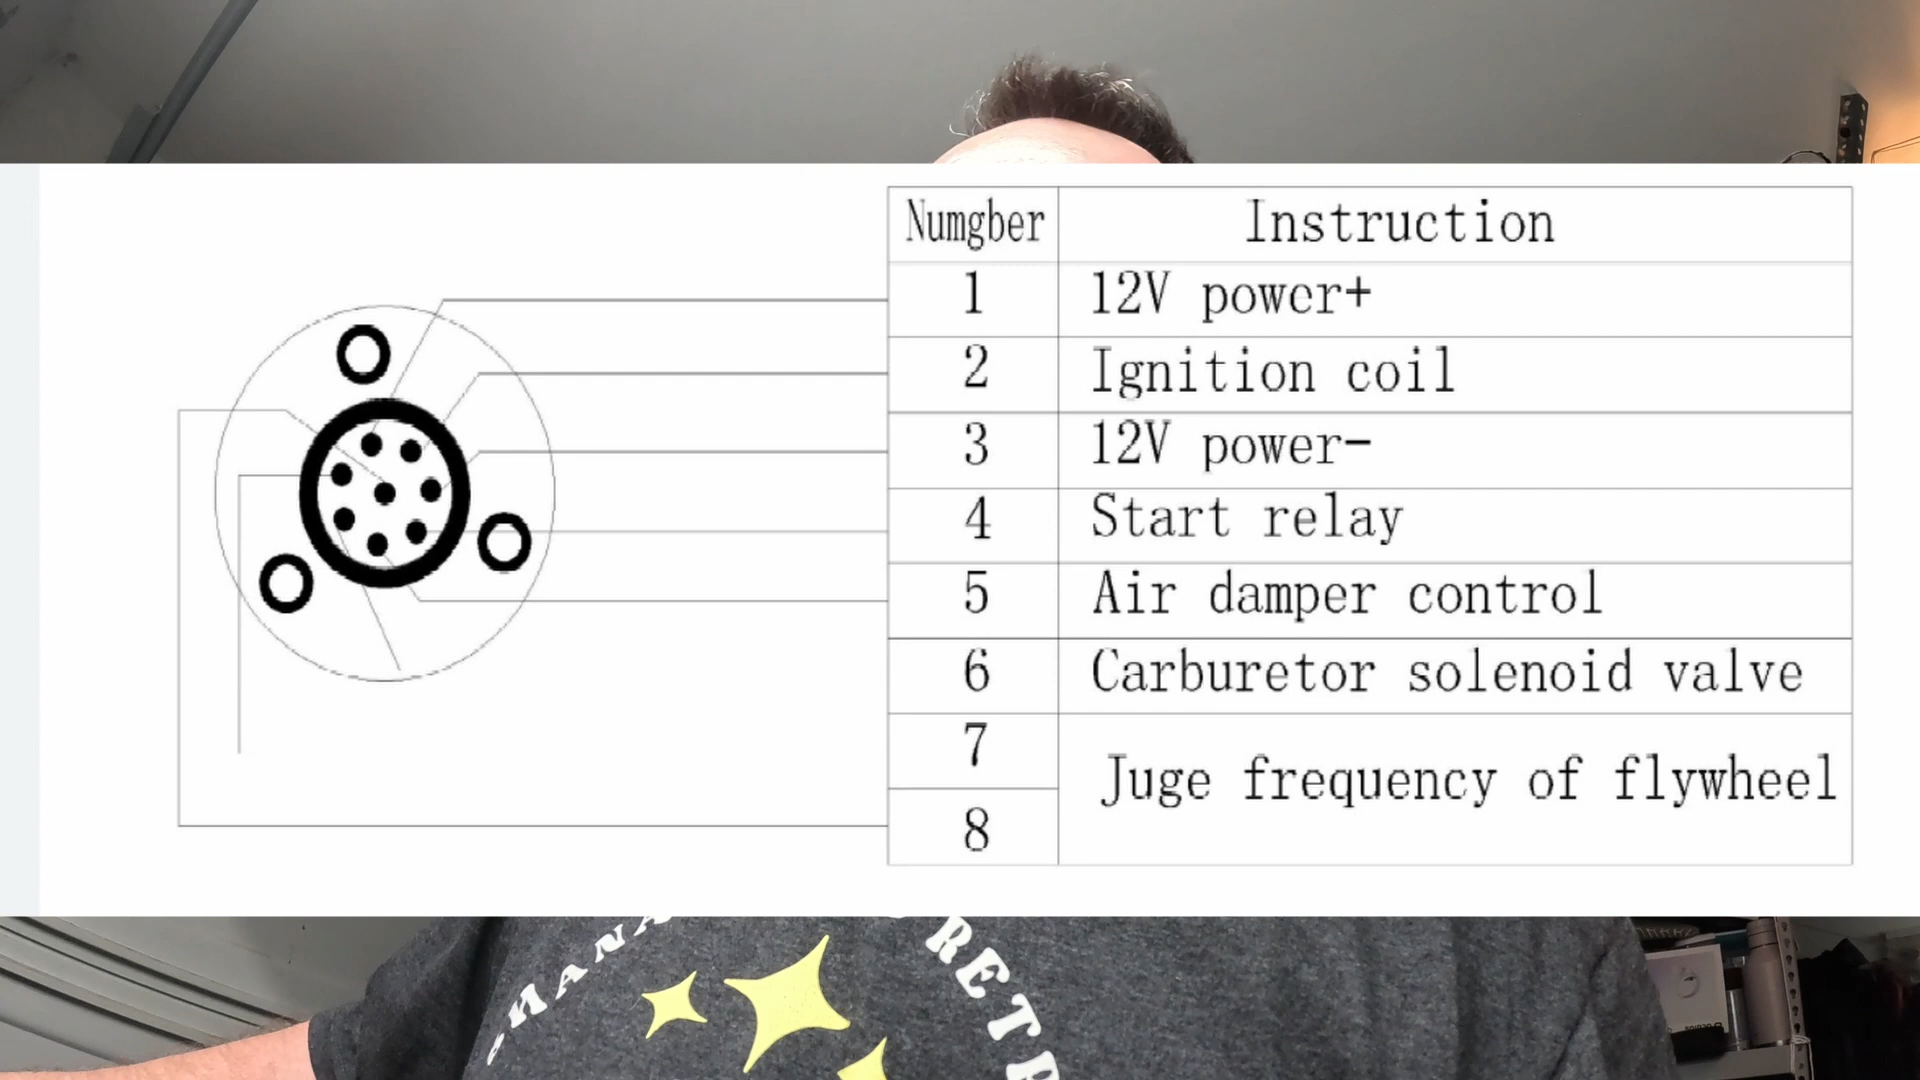 Numgber Instruction
1 12V power+
2 Ignition coil
3 12V power-
4 Start relay
5 Air damper control
6 Carburetor solenoid valve
7
Juge frequency of flywheel
8